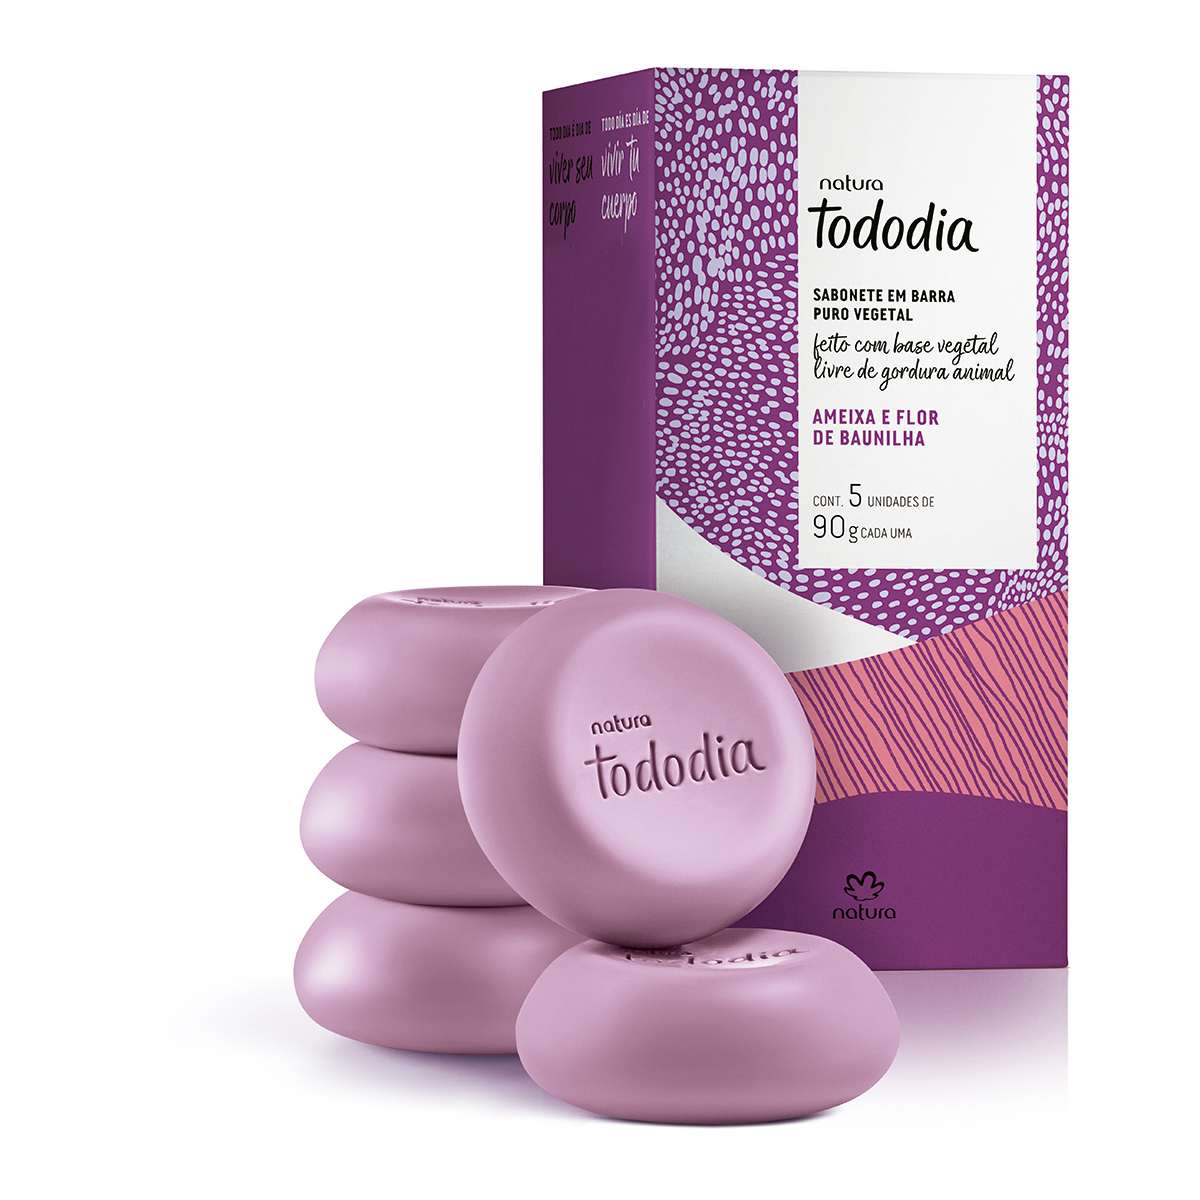 TODO DIA É DIA DE
viver seu
corpo
TODO DÍA ES DÍA DE
vivir tu
cuerpo
natura
tododia
SABONETE EM BARRA
PURO VEGETAL
feito com base vegetal
livre de gordura animal
AMEIXA E FLOR
DE BAUNILHA
CONT. 5 UNIDADES DE
90g CADA UMA
natura
natura
natura
tododia
tododia